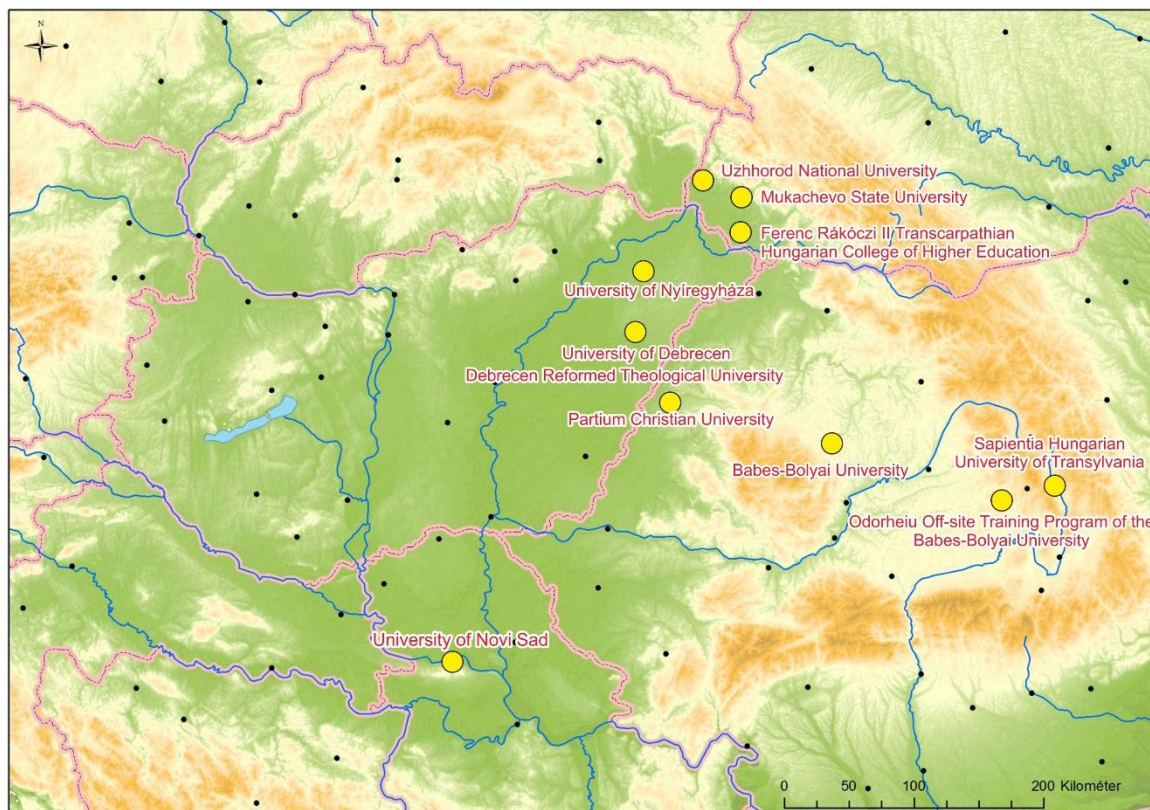 N
Uzhhorod National University
Mukachevo State University
Ferenc Rákóczi II Transcarpathian
Hungarian College of Higher Education
University of Nyíregyháza
University of Debrecen
Debrecen Reformed Theological University
Partium Christian University
Babes-Bolyai University
Sapientia Hungarian
University of Transylvania
Odorheiu Off-site Training Program of the
Babes-Bolyai University
University of Novi Sad
0 50 100 200 Kilométer